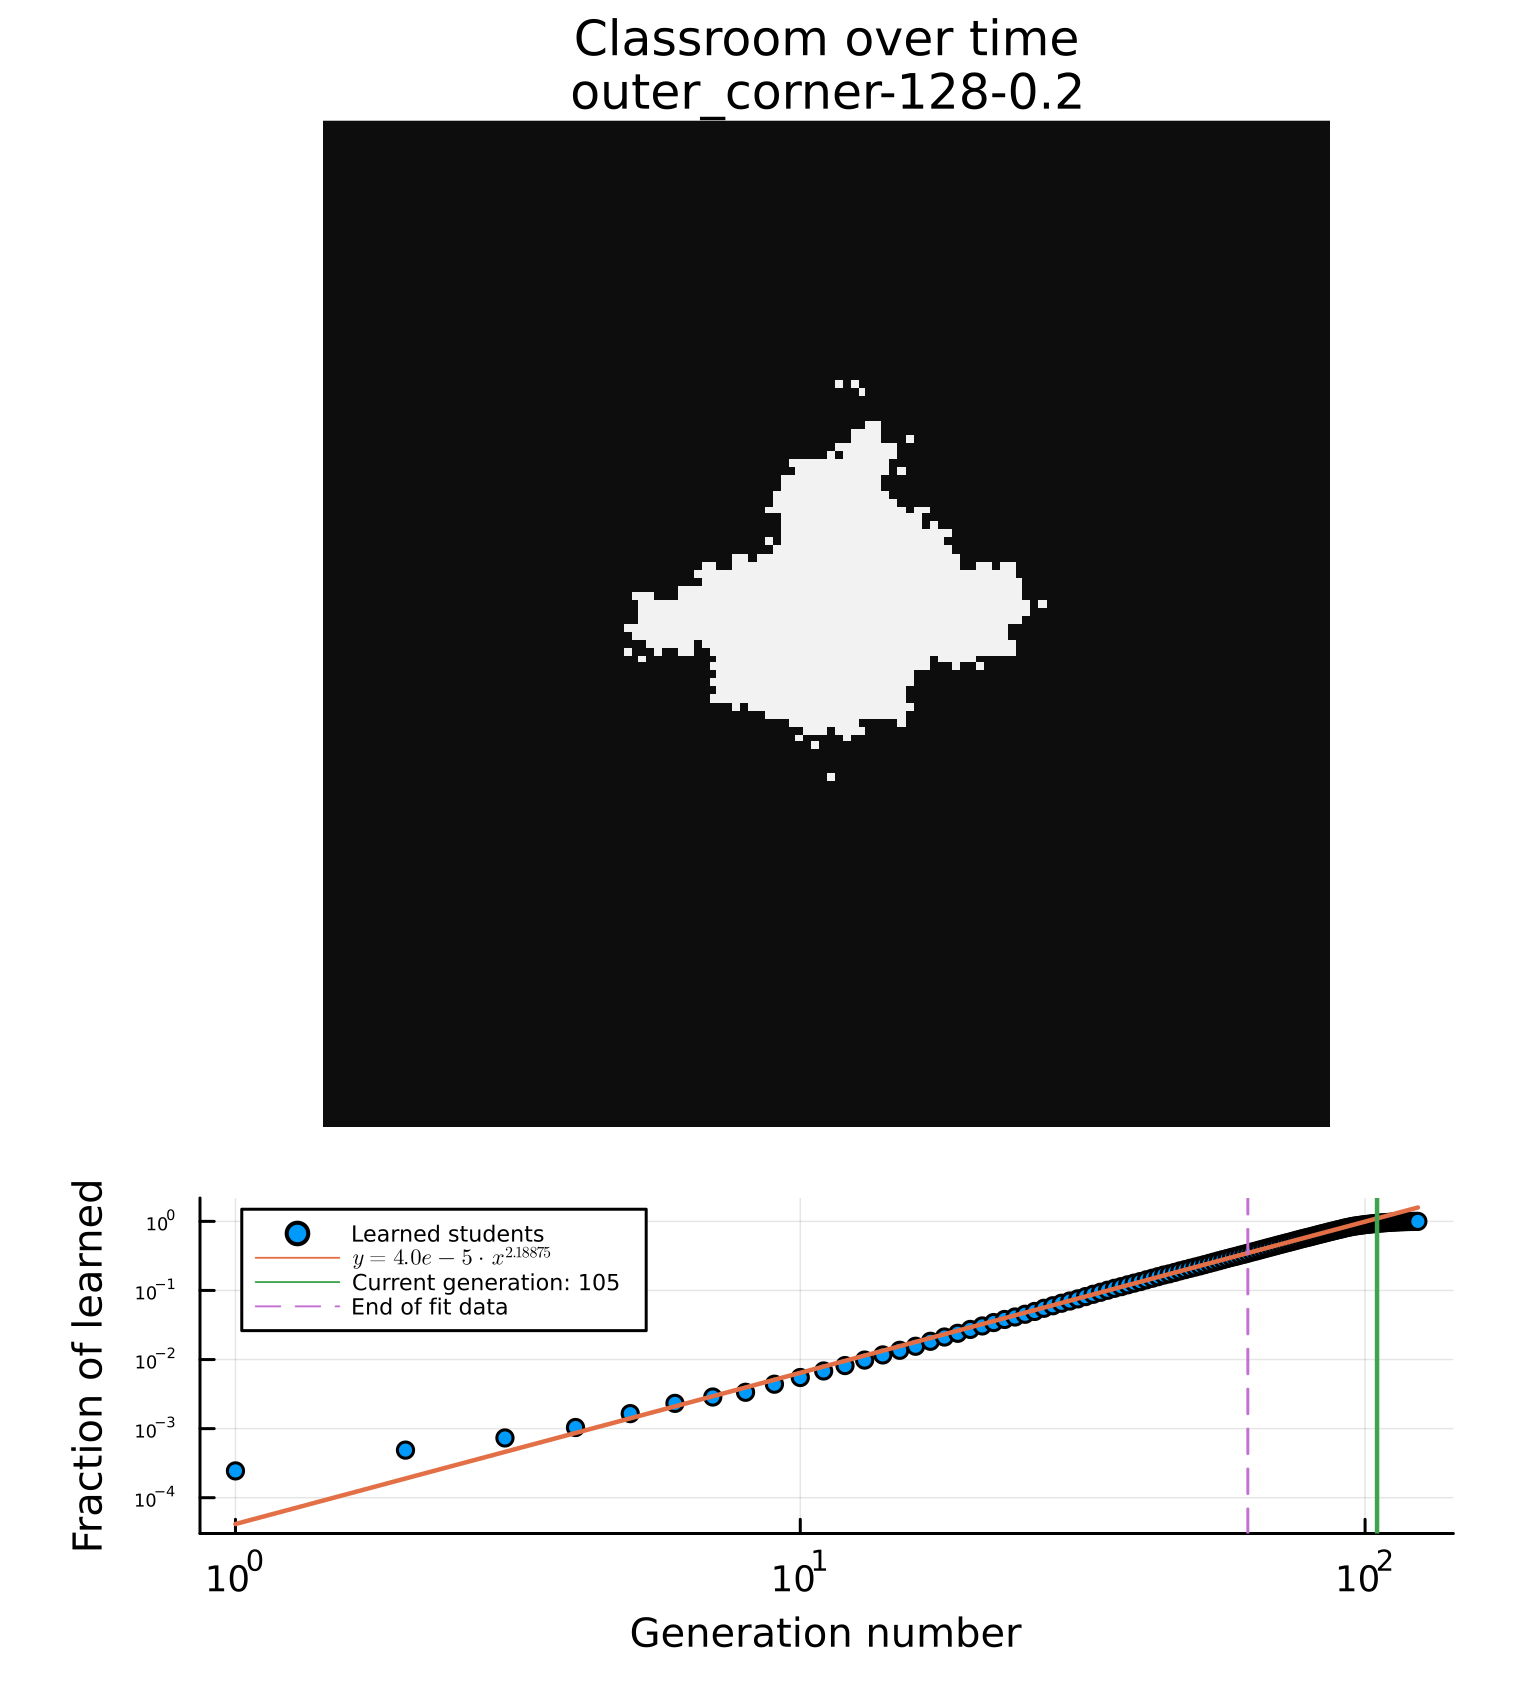 Classroom over time
outer_corner-128-0.2
Fraction of learned
10^0
10^-1
10^-2
10^-3
10^-4
Learned students
y = 4.0e − 5 · x^2.18875
Current generation: 105
End of fit data
10^0 10^1 10^2
Generation number